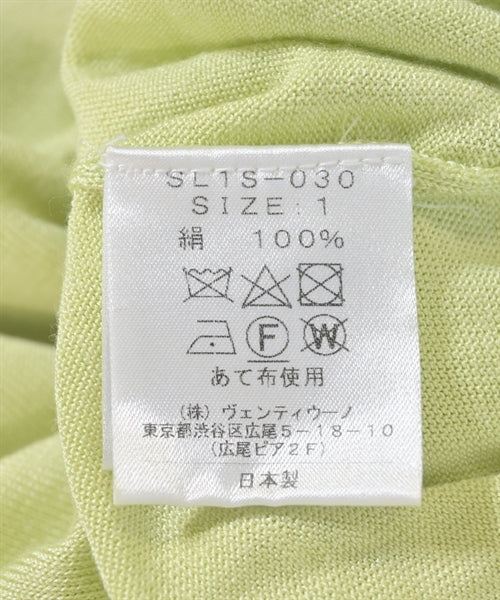 SL1S-030
SIZE:1
絹 100%
F W
あて布使用
(株)ヴェンティウーノ
東京都渋谷区広尾5-18-10
(広尾ピア2F)
日本製